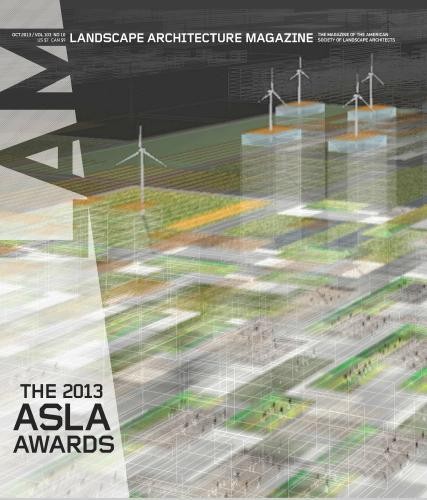 LAM
OCT 2013 / VOL 103 NO 10
US $7 CAN $9
LANDSCAPE ARCHITECTURE MAGAZINE
THE MAGAZINE OF THE AMERICAN
SOCIETY OF LANDSCAPE ARCHITECTS
THE 2013
ASLA
AWARDS